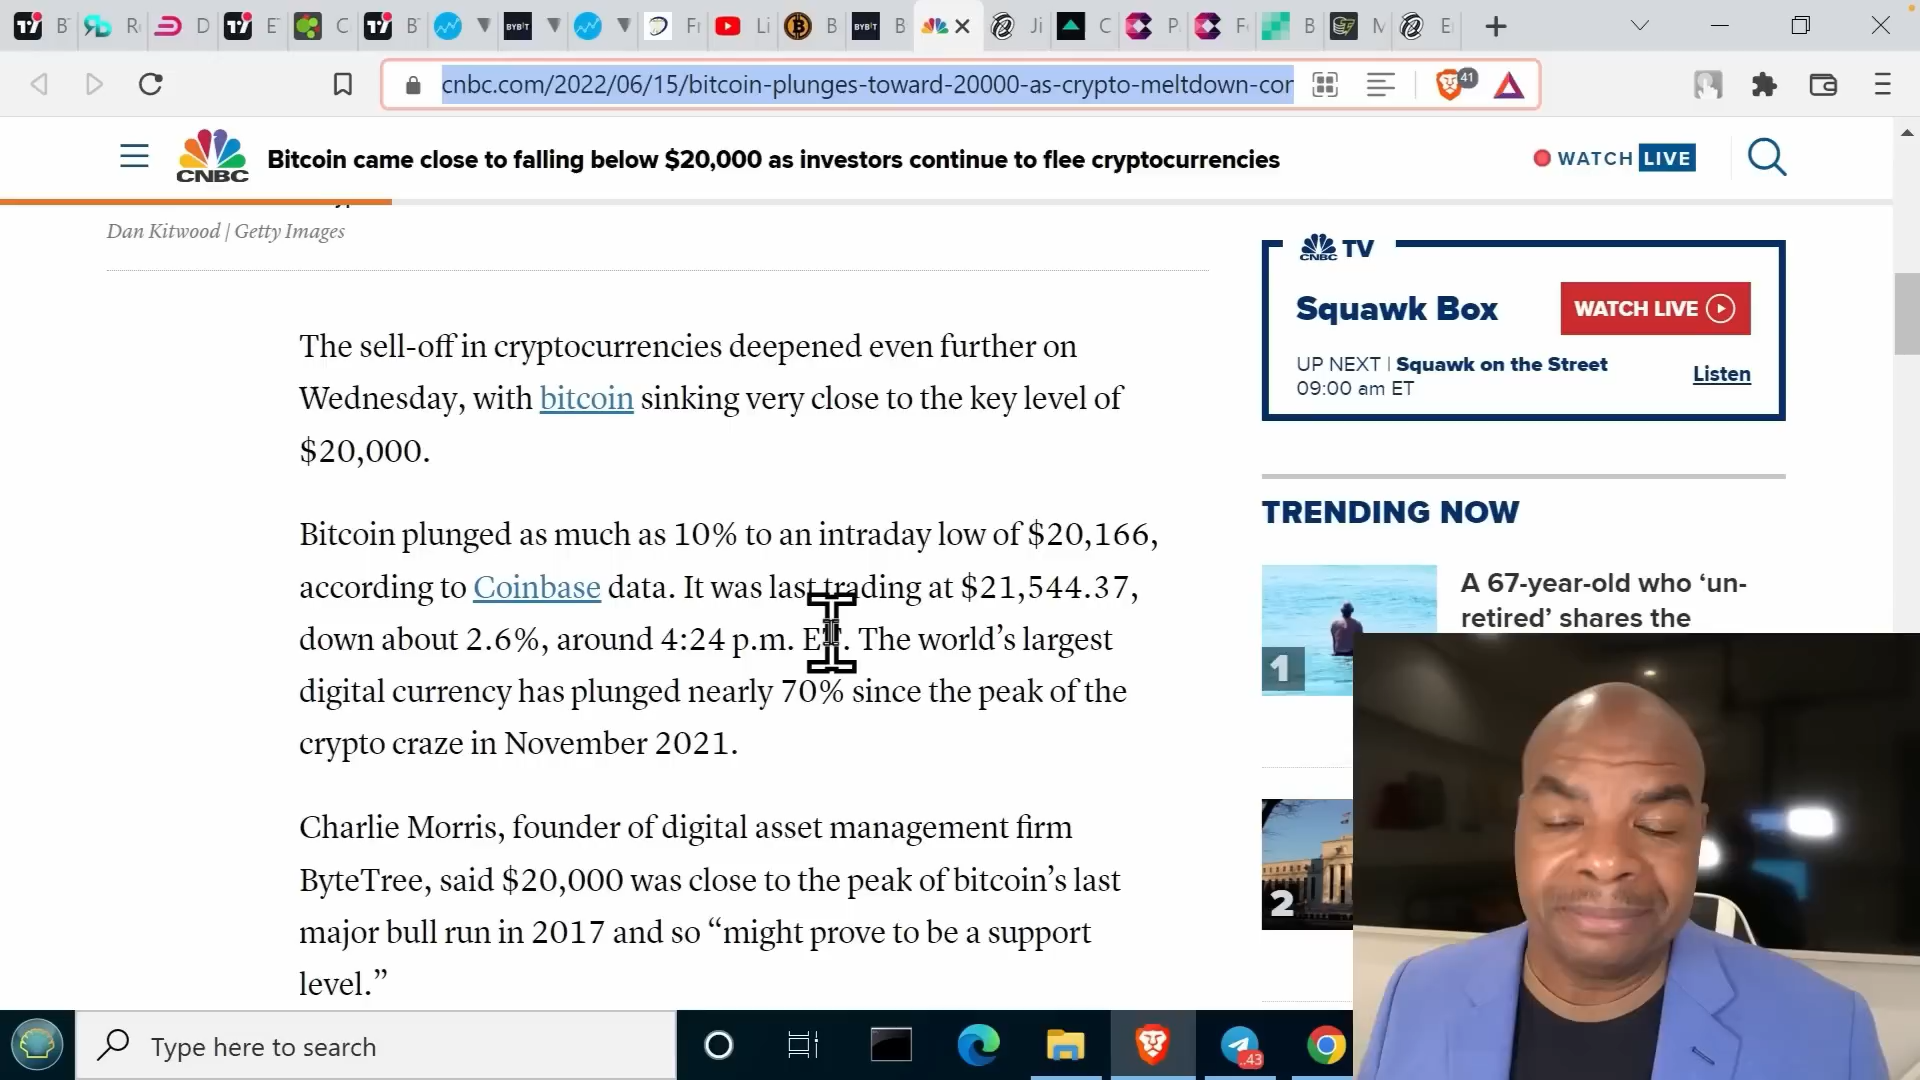 B
R
D
E
C
B
BYBIT
Fr
Li
B
BYBIT
B
Ji
C
P
F
B
M
E
cnbc.com/2022/06/15/bitcoin-plunges-toward-20000-as-crypto-meltdown-con
41
CNBC
Bitcoin came close to falling below $20,000 as investors continue to flee cryptocurrencies
WATCH LIVE
Dan Kitwood | Getty Images
The sell-off in cryptocurrencies deepened even further on
Wednesday, with bitcoin sinking very close to the key level of
$20,000.
Bitcoin plunged as much as 10% to an intraday low of $20,166,
according to Coinbase data. It was last trading at $21,544.37,
down about 2.6%, around 4:24 p.m. ET. The world’s largest
digital currency has plunged nearly 70% since the peak of the
crypto craze in November 2021.
Charlie Morris, founder of digital asset management firm
ByteTree, said $20,000 was close to the peak of bitcoin’s last
major bull run in 2017 and so “might prove to be a support
level.”
CNBC TV
Squawk Box
WATCH LIVE
UP NEXT | Squawk on the Street
09:00 am ET
Listen
TRENDING NOW
1
A 67-year-old who ‘un-
retired’ shares the
2
Type here to search
..43